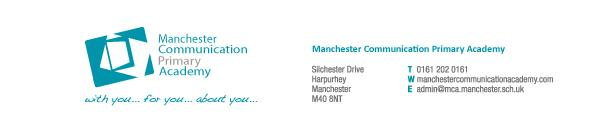 Manchester
Communication
Primary
Academy
with you... for you... about you...
Manchester Communication Primary Academy
Silchester Drive
Harpurhey
Manchester
M40 8NT
T 0161 202 0161
W manchestercommunicationacademy.com
E admin@mca.manchester.sch.uk